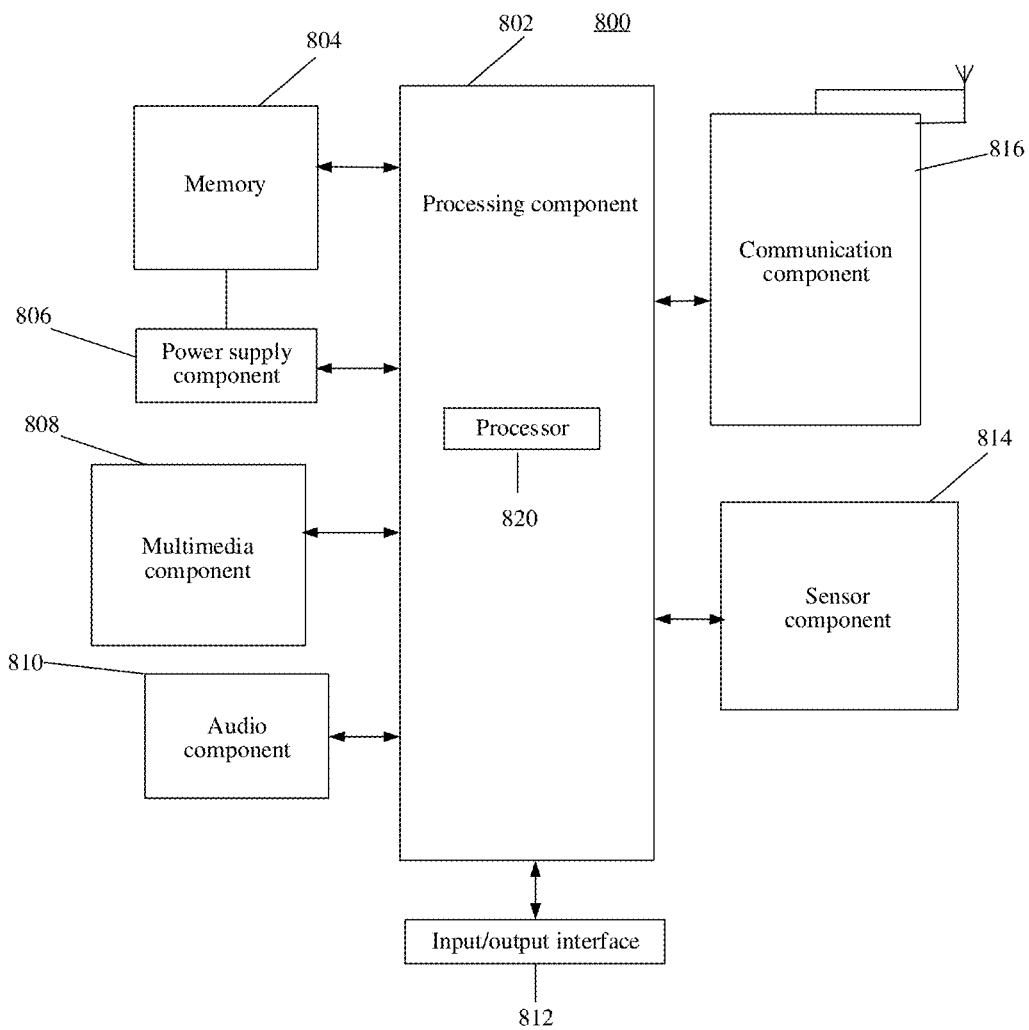 802
800
804
816
Memory
Processing component
Communication
component
806
Power supply
component
808
Processor
814
820
Multimedia
component
Sensor
component
810
Audio
component
Input/output interface
812